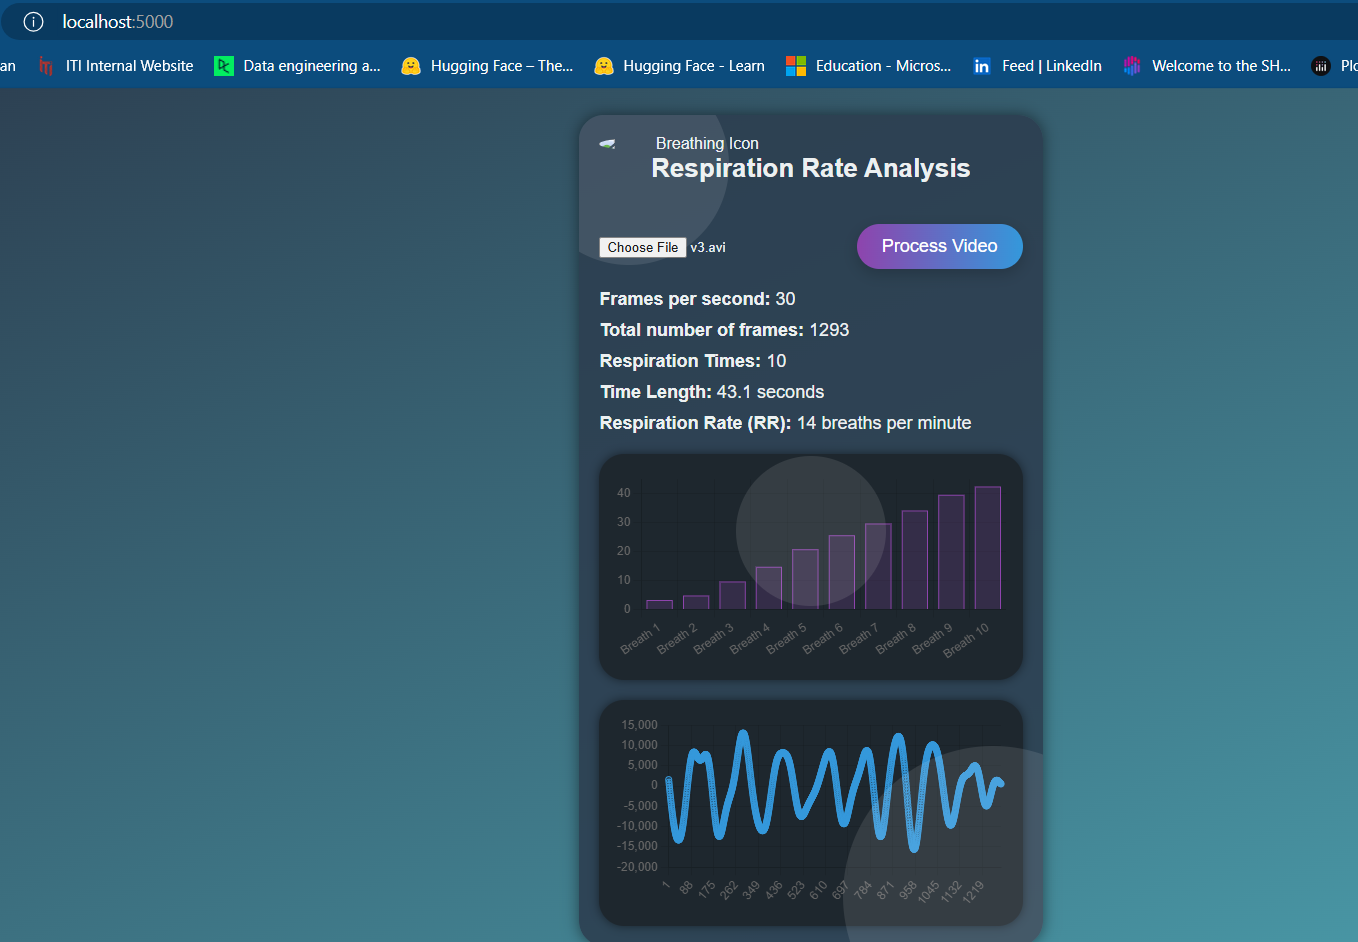 localhost:5000
an ITI Internal Website Data engineering a... Hugging Face – The... Hugging Face - Learn Education - Micros... Feed | LinkedIn Welcome to the SH... Plo
Breathing Icon
Respiration Rate Analysis
Choose File v3.avi Process Video
Frames per second: 30
Total number of frames: 1293
Respiration Times: 10
Time Length: 43.1 seconds
Respiration Rate (RR): 14 breaths per minute
40
30
20
10
0
Breath 1 Breath 2 Breath 3 Breath 4 Breath 5 Breath 6 Breath 7 Breath 8 Breath 9 Breath 10
15,000
10,000
5,000
0
-5,000
-10,000
-15,000
-20,000
1 88 175 262 349 436 523 610 697 784 871 958 1045 1132 1219